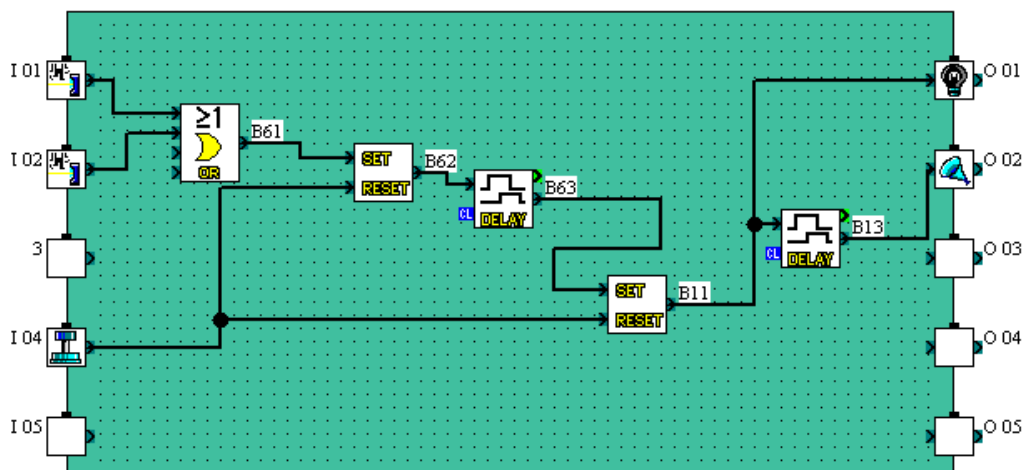 I 01
O 01
≥1
OR
B61
I 02
SET
RESET
B62
O 02
CL
DELAY
B63
CL
DELAY
B13
3
O 03
SET
RESET
B11
I 04
O 04
I 05
O 05